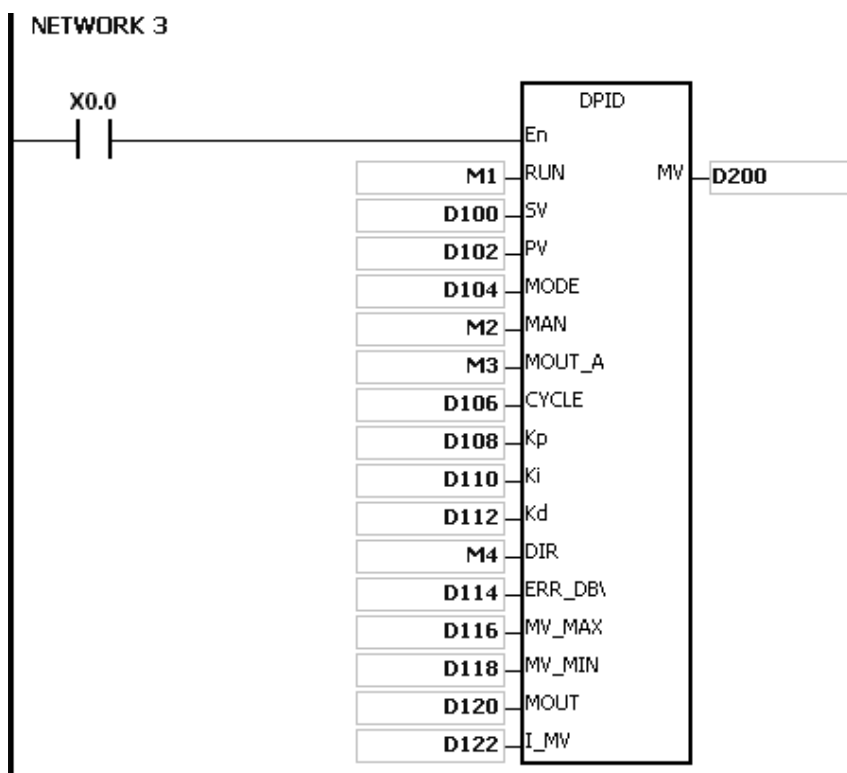 NETWORK 3
X0.0
DPID
En
M1 RUN MV D200
D100 SV
D102 PV
D104 MODE
M2 MAN
M3 MOUT_A
D106 CYCLE
D108 Kp
D110 Ki
D112 Kd
M4 DIR
D114 ERR_DB\
D116 MV_MAX
D118 MV_MIN
D120 MOUT
D122 I_MV